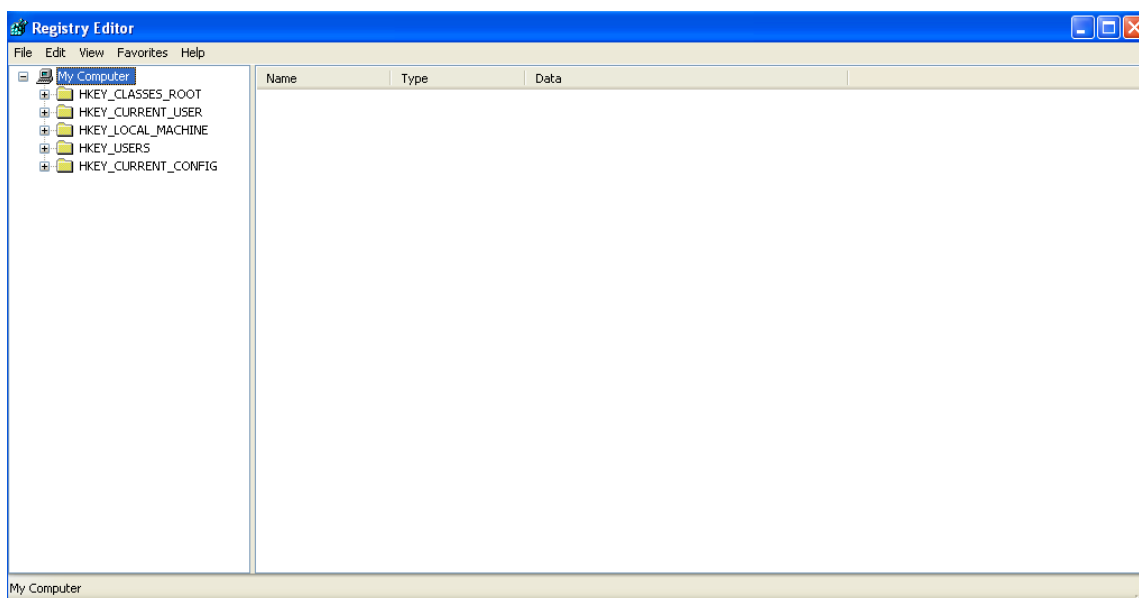 Registry Editor
File Edit View Favorites Help
My Computer
Name Type Data
HKEY_CLASSES_ROOT
HKEY_CURRENT_USER
HKEY_LOCAL_MACHINE
HKEY_USERS
HKEY_CURRENT_CONFIG
My Computer